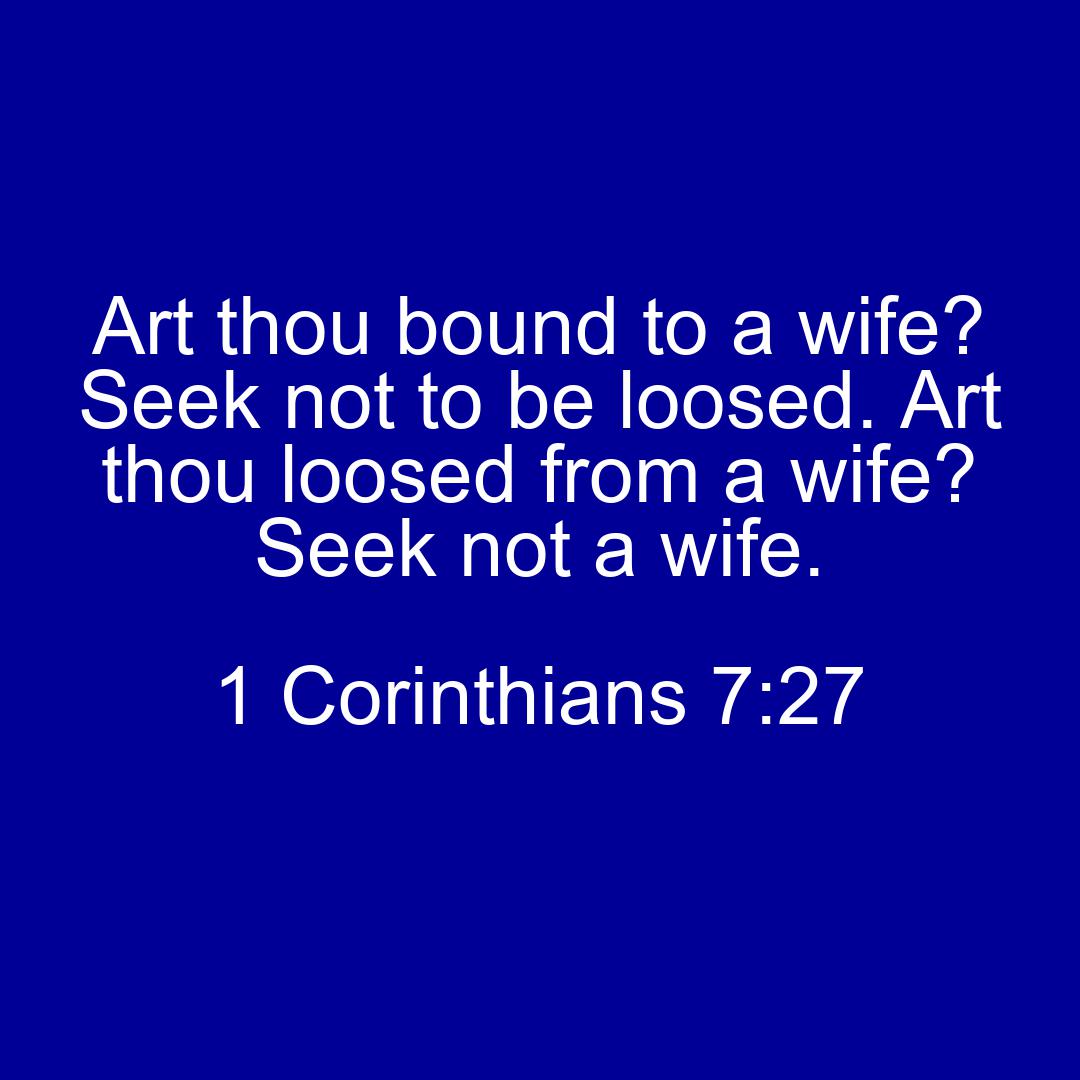 Art thou bound to a wife?
Seek not to be loosed. Art
thou loosed from a wife?
Seek not a wife.
1 Corinthians 7:27